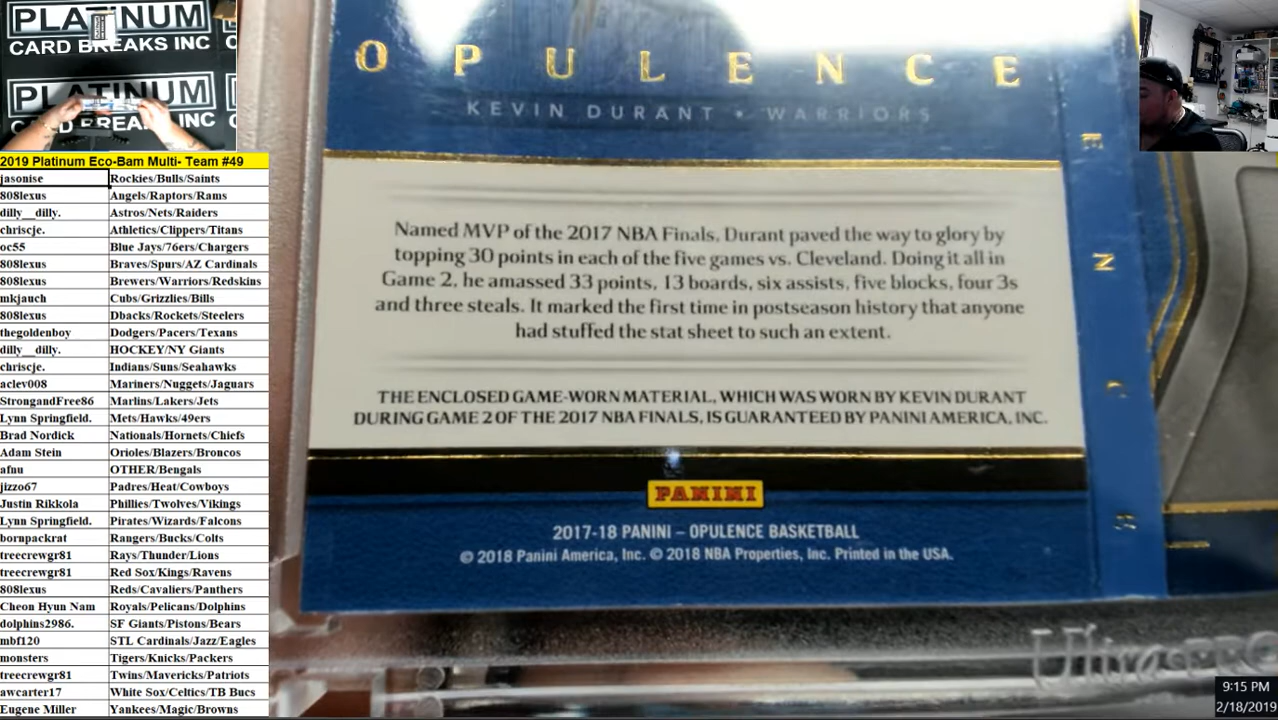 PLATINUM
CARD BREAKS INC
PLATINUM
CARD BREAKS INC
2019 Platinum Eco-Bam Multi- Team #49
jasonise Rockies/Bulls/Saints
808lexus Angels/Raptors/Rams
dilly__dilly. Astros/Nets/Raiders
chriscje. Athletics/Clippers/Titans
oc55 Blue Jays/76ers/Chargers
808lexus Braves/Spurs/AZ Cardinals
808lexus Brewers/Warriors/Redskins
mkjauch Cubs/Grizzlies/Bills
808lexus Dbacks/Rockets/Steelers
thegoldenboy Dodgers/Pacers/Texans
dilly__dilly. HOCKEY/NY Giants
chriscje. Indians/Suns/Seahawks
aclev008 Mariners/Nuggets/Jaguars
StrongandFree86 Marlins/Lakers/Jets
Lynn Springfield. Mets/Hawks/49ers
Brad Nordick Nationals/Hornets/Chiefs
Adam Stein Orioles/Blazers/Broncos
afnu OTHER/Bengals
jizzo67 Padres/Heat/Cowboys
Justin Rikkola Phillies/Twolves/Vikings
Lynn Springfield. Pirates/Wizards/Falcons
bornpackrat Rangers/Bucks/Colts
treecrewgr81 Rays/Thunder/Lions
treecrewgr81 Red Sox/Kings/Ravens
808lexus Reds/Cavaliers/Panthers
Cheon Hyun Nam Royals/Pelicans/Dolphins
dolphins2986. SF Giants/Pistons/Bears
mbf120 STL Cardinals/Jazz/Eagles
monsters Tigers/Knicks/Packers
treecrewgr81 Twins/Mavericks/Patriots
awcarter17 White Sox/Celtics/TB Bucs
Eugene Miller Yankees/Magic/Browns
OPULENCE
KEVIN DURANT • WARRIORS
Named MVP of the 2017 NBA Finals, Durant paved the way to glory by
topping 30 points in each of the five games vs. Cleveland. Doing it all in
Game 2, he amassed 33 points, 13 boards, six assists, five blocks, four 3s
and three steals. It marked the first time in postseason history that anyone
had stuffed the stat sheet to such an extent.
THE ENCLOSED GAME-WORN MATERIAL, WHICH WAS WORN BY KEVIN DURANT
DURING GAME 2 OF THE 2017 NBA FINALS, IS GUARANTEED BY PANINI AMERICA, INC.
PANINI
2017-18 PANINI – OPULENCE BASKETBALL
© 2018 Panini America, Inc. © 2018 NBA Properties, Inc. Printed in the USA.
Ultra PRO
9:15 PM
2/18/2019